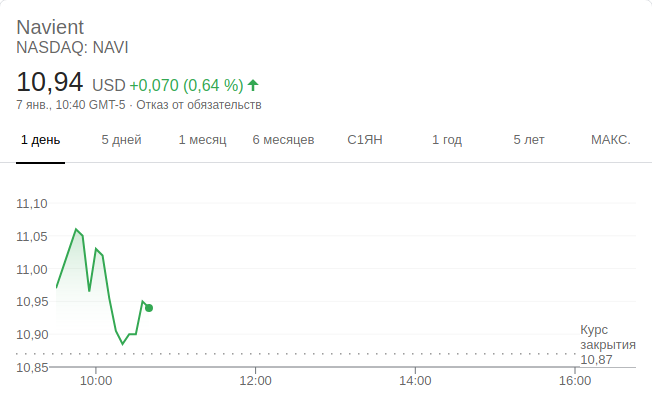 Navient
NASDAQ: NAVI
10,94 USD +0,070 (0,64 %)
7 янв., 10:40 GMT-5 · Отказ от обязательств
1 день 5 дней 1 месяц 6 месяцев С1ЯН 1 год 5 лет МАКС.
11,10
11,05
11,00
10,95
10,90
10,85
Курс
закрытия
10,87
10:00 12:00 14:00 16:00